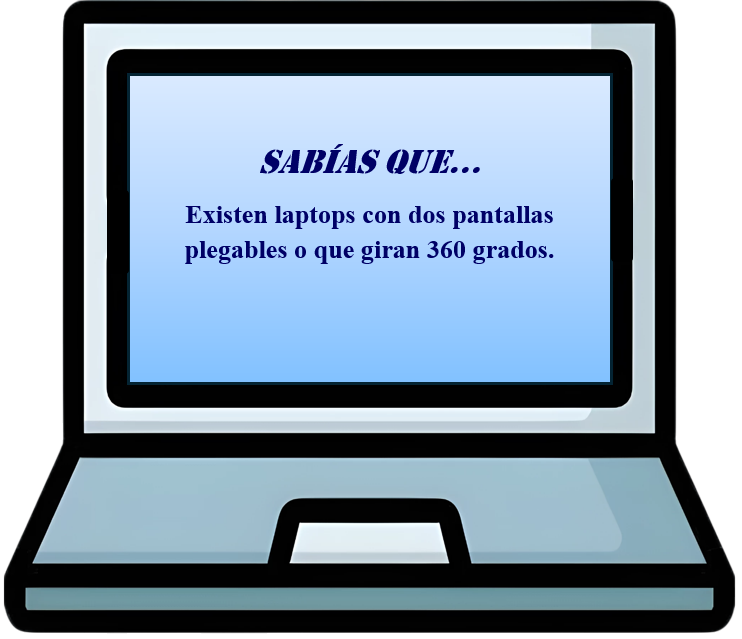 SABÍAS QUE...
Existen laptops con dos pantallas
plegables o que giran 360 grados.